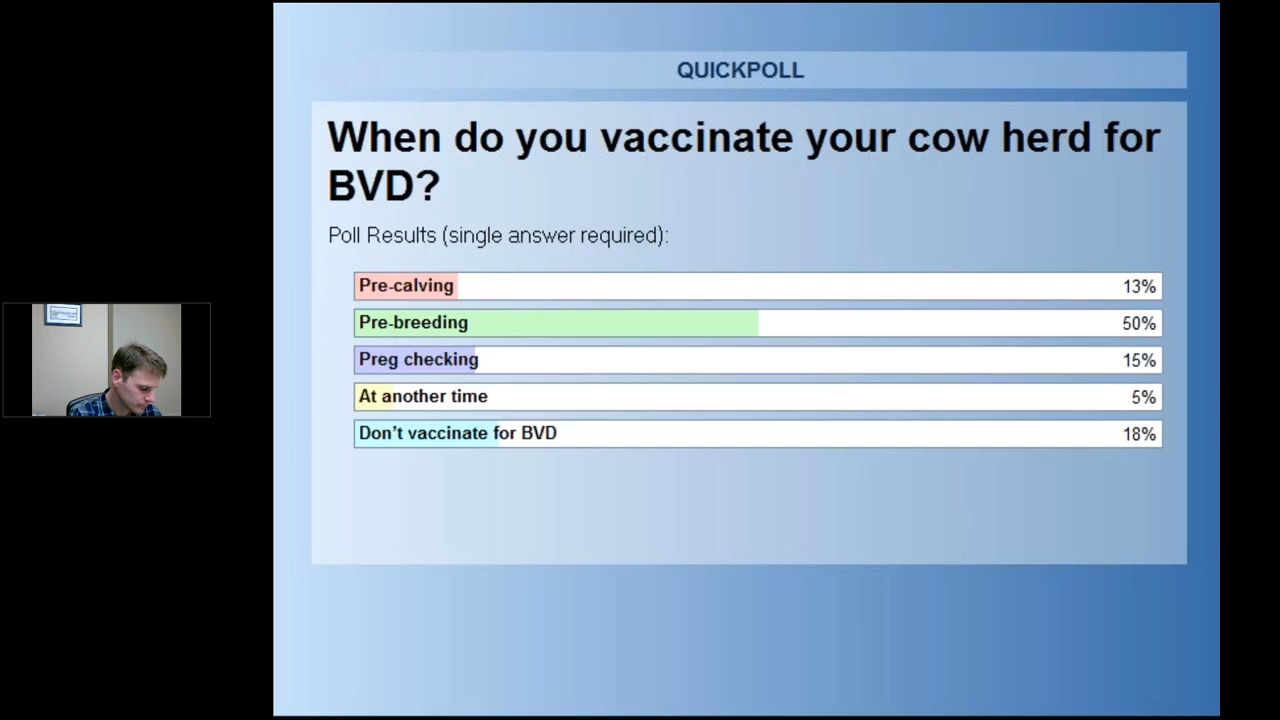 QUICKPOLL
When do you vaccinate your cow herd for
BVD?
Poll Results (single answer required):
Pre-calving 13%
Pre-breeding 50%
Preg checking 15%
At another time 5%
Don't vaccinate for BVD 18%